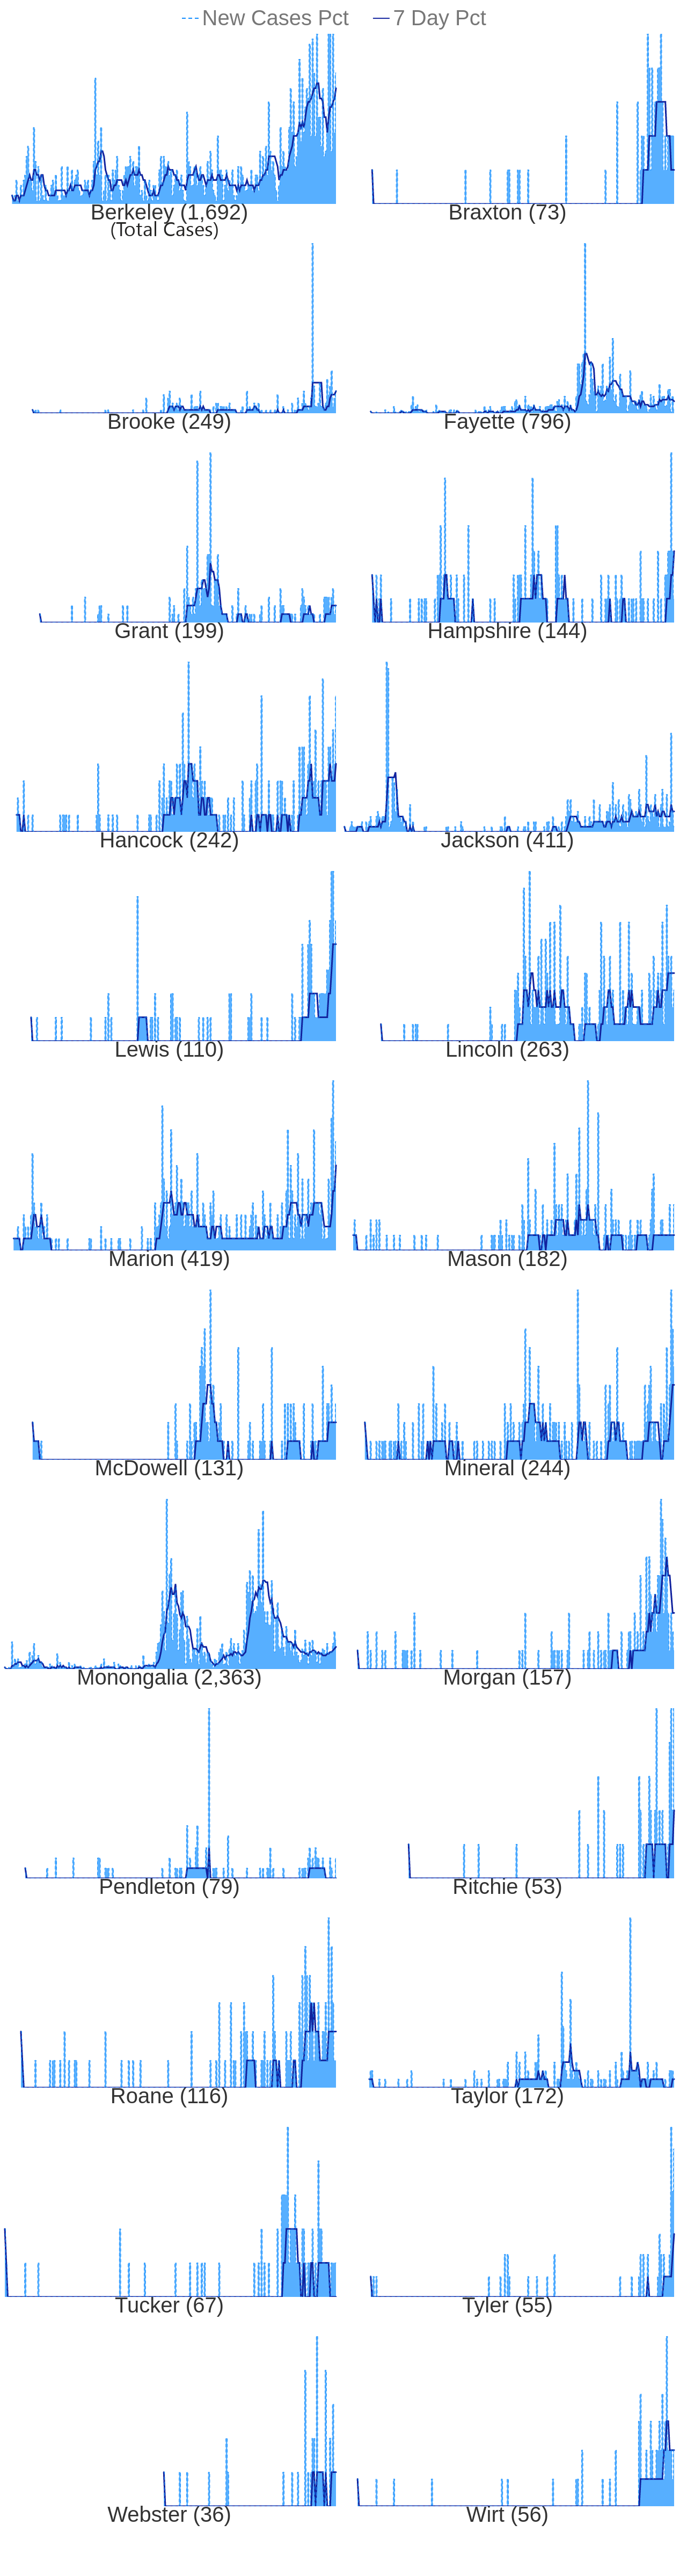 New Cases Pct 7 Day Pct
Berkeley (1,692) Braxton (73)
(Total Cases)
Brooke (249) Fayette (796)
Grant (199) Hampshire (144)
Hancock (242) Jackson (411)
Lewis (110) Lincoln (263)
Marion (419) Mason (182)
McDowell (131) Mineral (244)
Monongalia (2,363) Morgan (157)
Pendleton (79) Ritchie (53)
Roane (116) Taylor (172)
Tucker (67) Tyler (55)
Webster (36) Wirt (56)